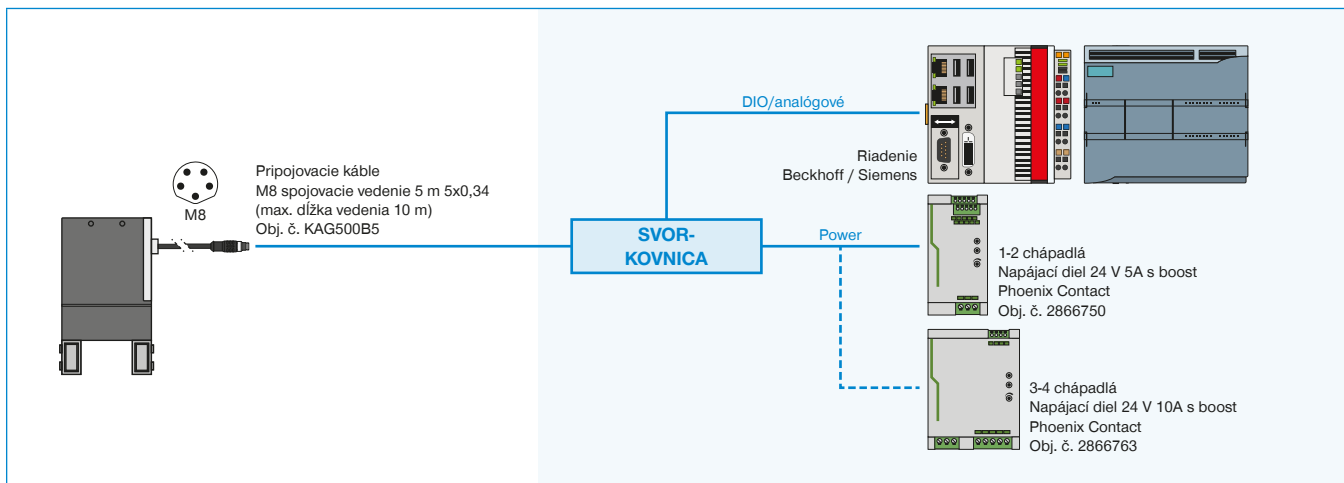 M8
Pripojovacie káble
M8 spojovacie vedenie 5 m 5x0,34
(max. dĺžka vedenia 10 m)
Obj. č. KAG500B5
SVOR-
KOVNICA
DIO/analógové
Riadenie
Beckhoff / Siemens
Power
1-2 chápadlá
Napájací diel 24 V 5A s boost
Phoenix Contact
Obj. č. 2866750
3-4 chápadlá
Napájací diel 24 V 10A s boost
Phoenix Contact
Obj. č. 2866763